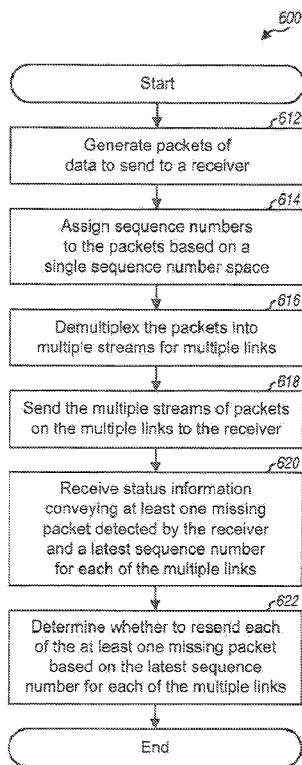 600
Start
612
Generate packets of
data to send to a receiver
614
Assign sequence numbers
to the packets based on a
single sequence number space
616
Demultiplex the packets into
multiple streams for multiple links
618
Send the multiple streams of packets
on the multiple links to the receiver
620
Receive status information
conveying at least one missing
packet detected by the receiver
and a latest sequence number
for each of the multiple links
622
Determine whether to resend each
of the at least one missing packet
based on the latest sequence
number for each of the multiple links
End